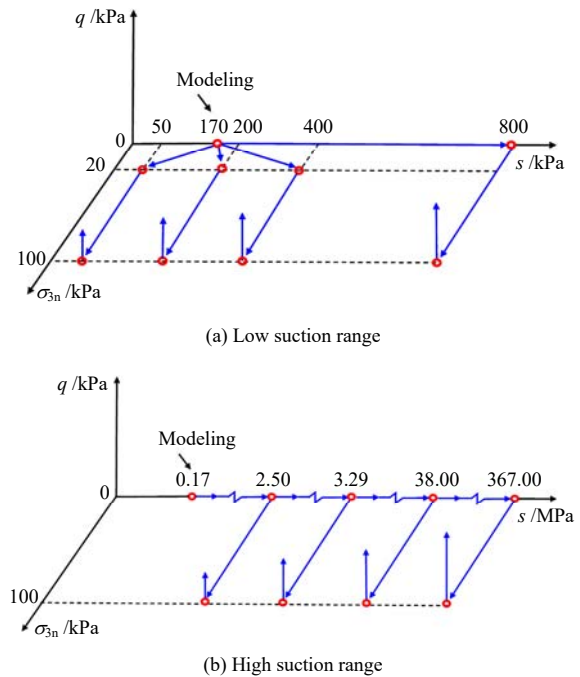 q /kPa
Modeling
0 50 170 200 400 800
s /kPa
20
100
σ3n /kPa
(a) Low suction range
q /kPa
Modeling
0 0.17 2.50 3.29 38.00 367.00
s /MPa
100
σ3n /kPa
(b) High suction range